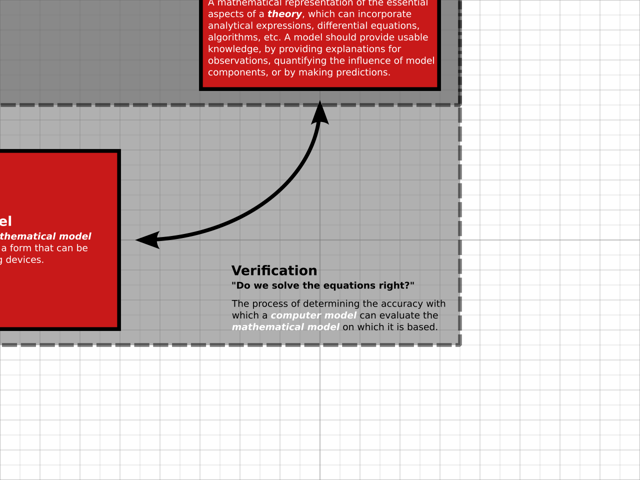 A mathematical representation of the essential
aspects of a theory, which can incorporate
analytical expressions, differential equations,
algorithms, etc. A model should provide usable
knowledge, by providing explanations for
observations, quantifying the influence of model
components, or by making predictions.
el
thematical model
a form that can be
g devices.
Verification
"Do we solve the equations right?"
The process of determining the accuracy with
which a computer model can evaluate the
mathematical model on which it is based.